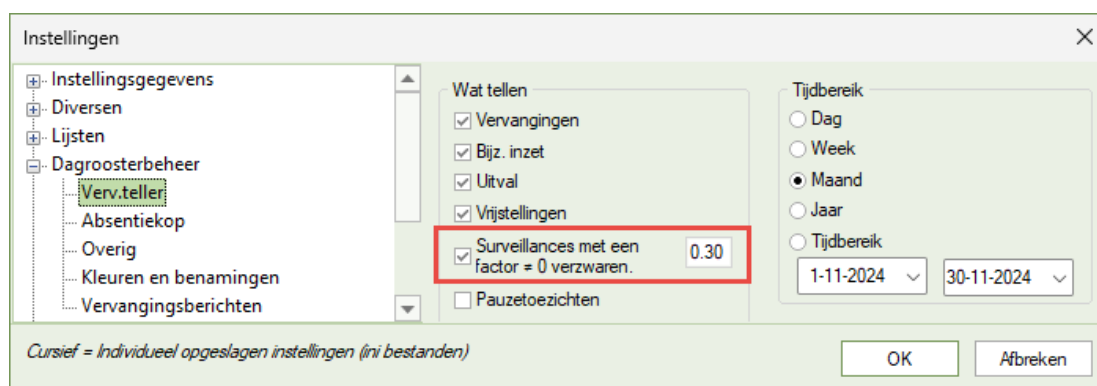 Instellingen
Instellingsgegevens
Diversen
Lijsten
Dagroosterbeheer
Verv.teller
Absentiekop
Overig
Kleuren en benamingen
Vervangingsberichten
Wat tellen
Vervangingen
Bijz. inzet
Uitval
Vrijstellingen
Surveillances met een 0.30
factor ≠ 0 verzwaren.
Pauzetoezichten
Tijdbereik
Dag
Week
Maand
Jaar
Tijdbereik
1-11-2024 30-11-2024
Cursief = Individueel opgeslagen instellingen (ini bestanden)
OK Afbreken